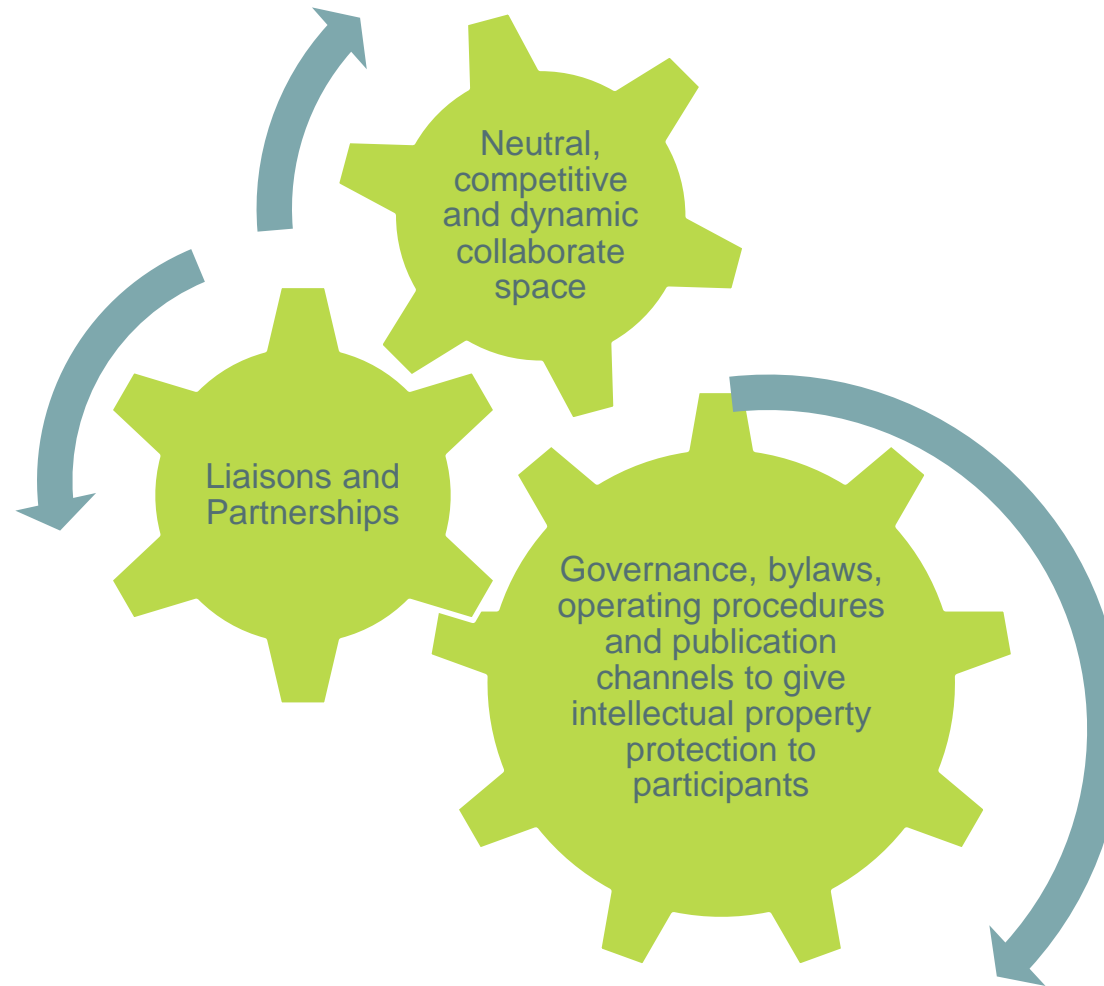 Neutral,
competitive
and dynamic
collaborate
space
Liaisons and
Partnerships
Governance, bylaws,
operating procedures
and publication
channels to give
intellectual property
protection to
participants